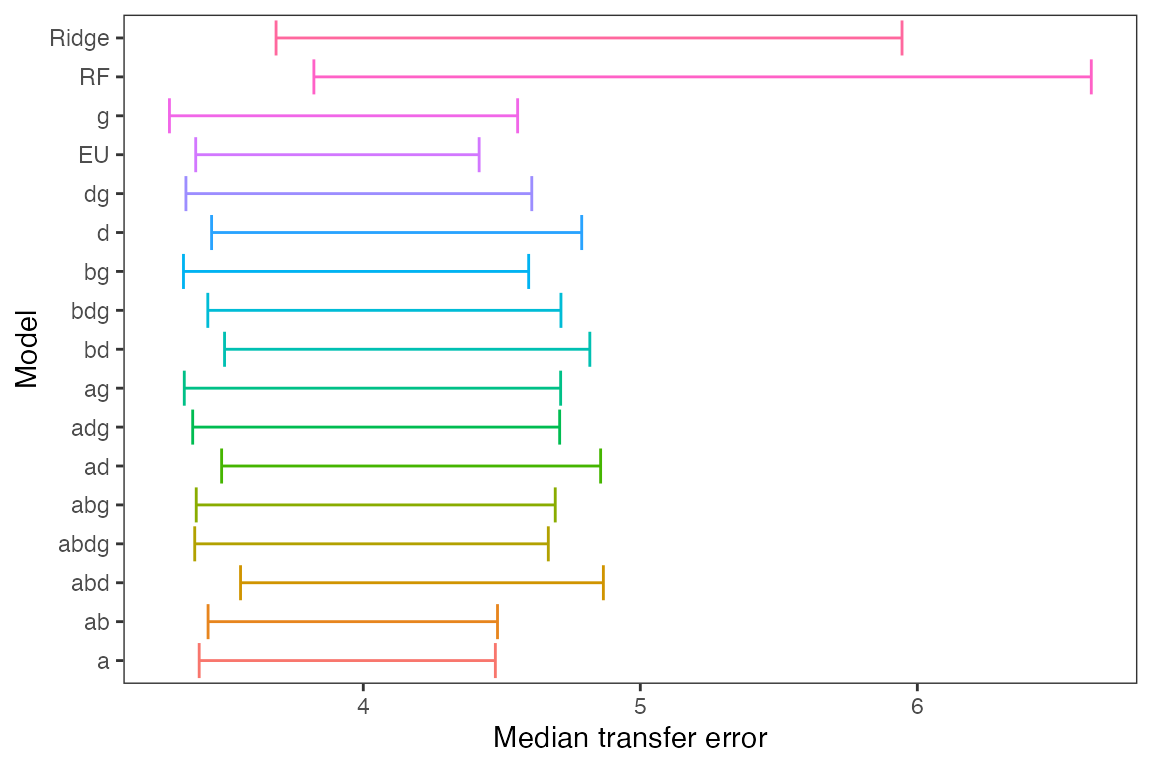 Ridge
RF
g
EU
dg
d
bg
bdg
bd
ag
adg
ad
abg
abdg
abd
ab
a
Model
4 5 6
Median transfer error